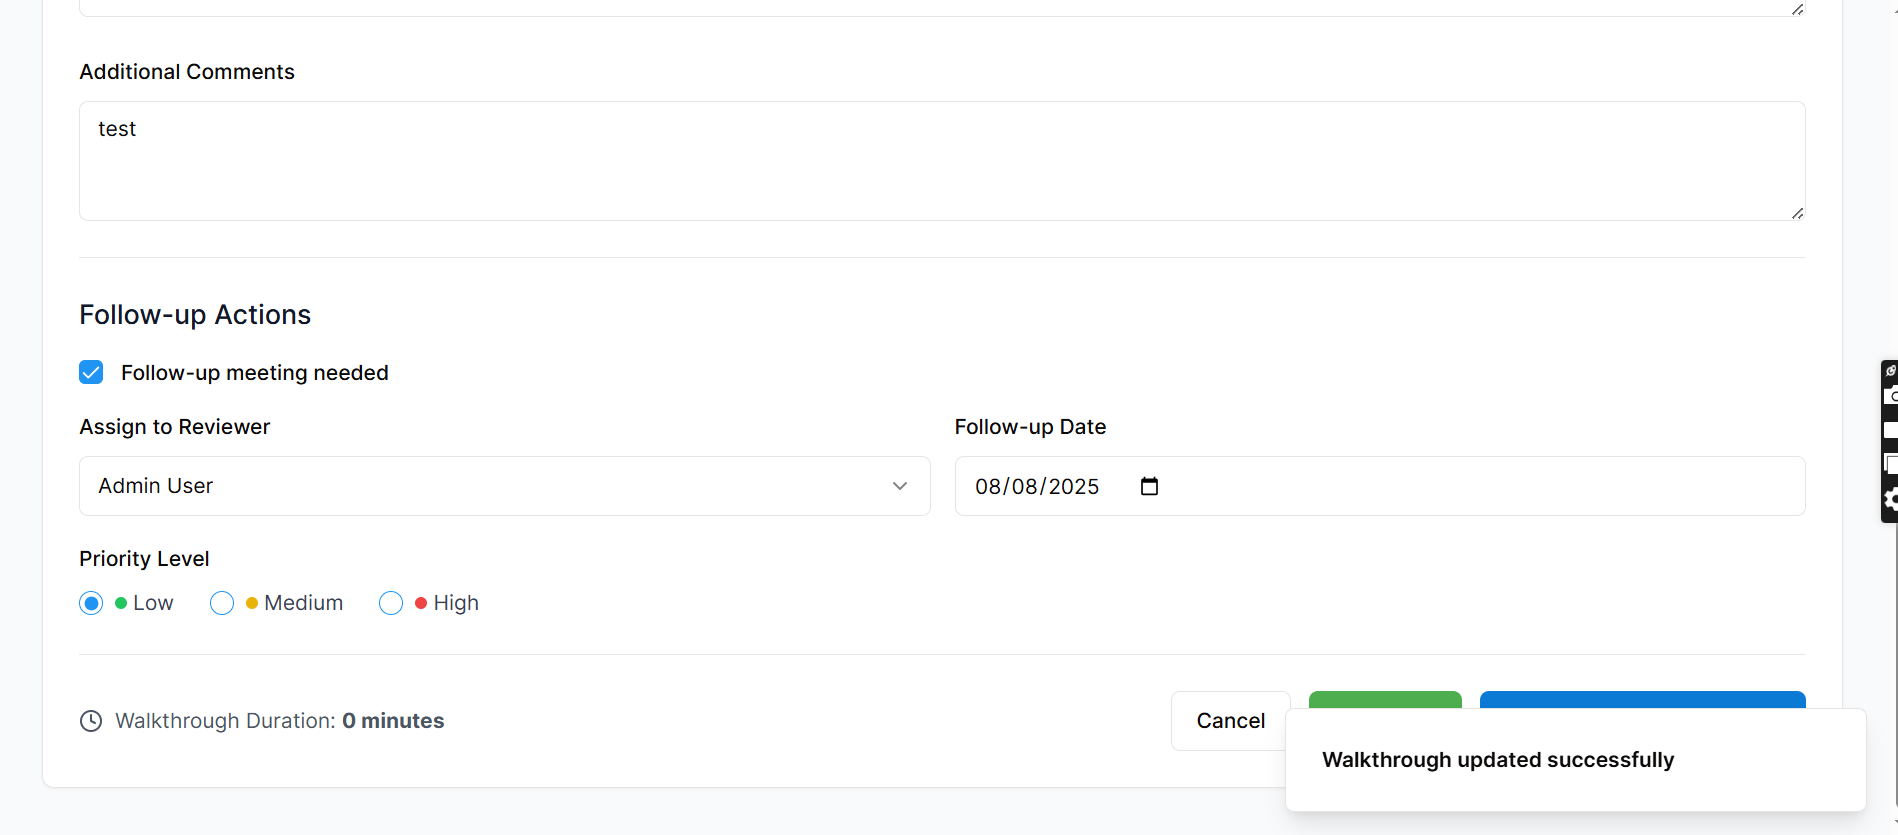 Additional Comments
test
Follow-up Actions
Follow-up meeting needed
Assign to Reviewer
Follow-up Date
Admin User
08/08/2025
Priority Level
Low
Medium
High
Walkthrough Duration: 0 minutes
Cancel
Walkthrough updated successfully